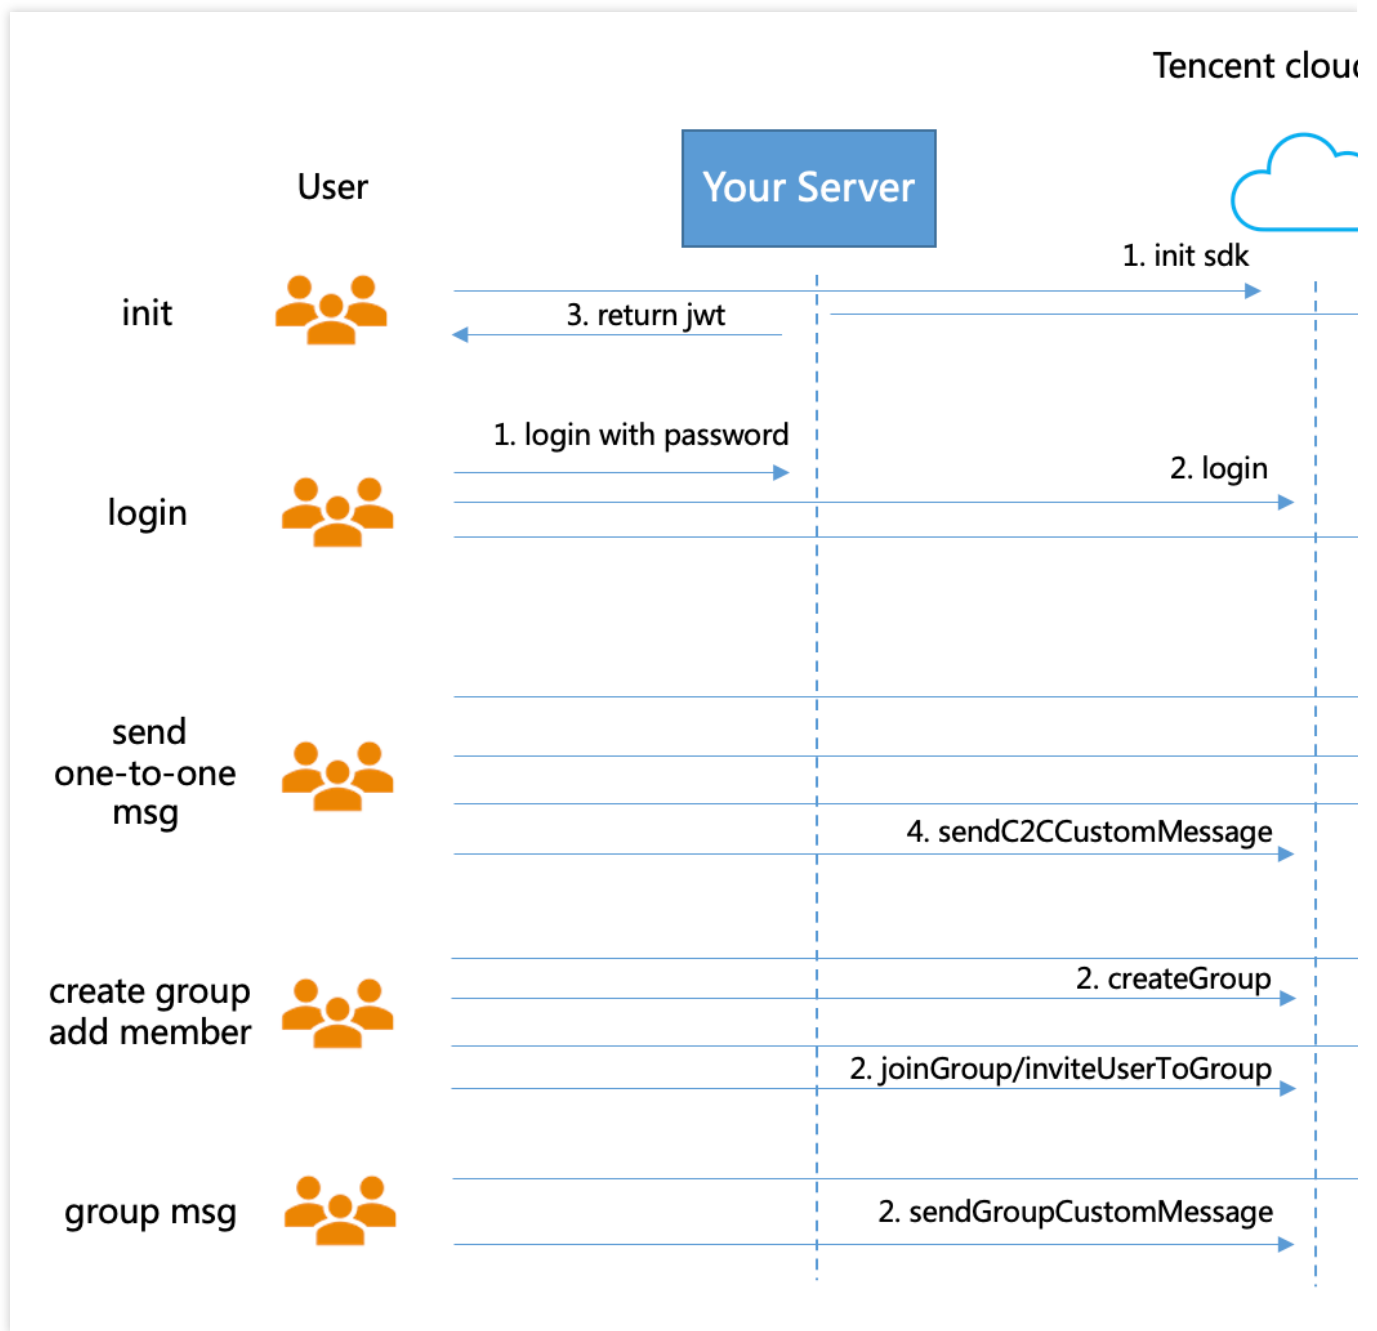 Tencent clou
User
Your Server
1. init sdk
init
3. return jwt
1. login with password
2. login
login
send
one-to-one
msg
4. sendC2CCustomMessage
create group
add member
2. createGroup
2. joinGroup/inviteUserToGroup
group msg
2. sendGroupCustomMessage